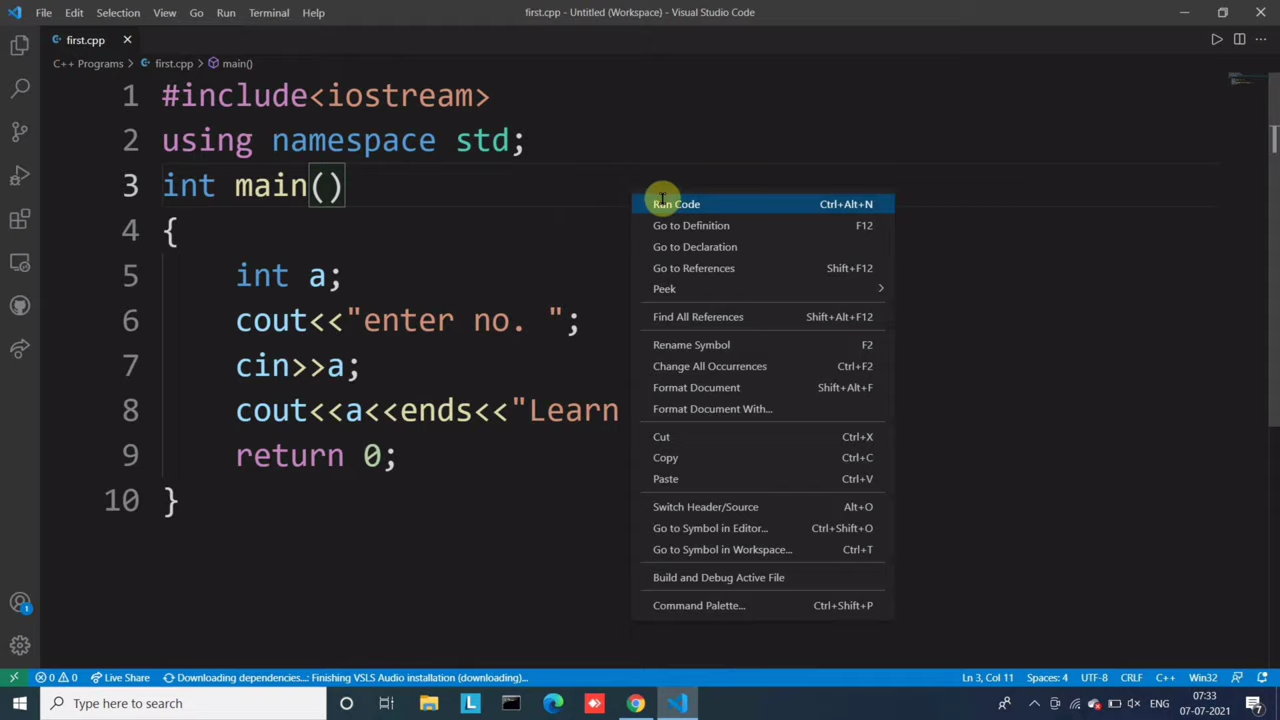 File Edit Selection View Go Run Terminal Help first.cpp - Untitled (Workspace) - Visual Studio Code
first.cpp
C++ Programs > first.cpp > main()
1 #include<iostream>
2 using namespace std;
3 int main()
4 {
5 int a;
6 cout<<"enter no. ";
7 cin>>a;
8 cout<<a<<ends<<"Learn
9 return 0;
10 }
Run Code Ctrl+Alt+N
Go to Definition F12
Go to Declaration
Go to References Shift+F12
Peek
Find All References Shift+Alt+F12
Rename Symbol F2
Change All Occurrences Ctrl+F2
Format Document Shift+Alt+F
Format Document With...
Cut Ctrl+X
Copy Ctrl+C
Paste Ctrl+V
Switch Header/Source Alt+O
Go to Symbol in Editor... Ctrl+Shift+O
Go to Symbol in Workspace... Ctrl+T
Build and Debug Active File
Command Palette... Ctrl+Shift+P
1
0 0 Live Share Downloading dependencies...: Finishing VSLS Audio installation (downloading)... Ln 3, Col 11 Spaces: 4 UTF-8 CRLF C++ Win32
Type here to search L ENG 07:33
07-07-2021 7